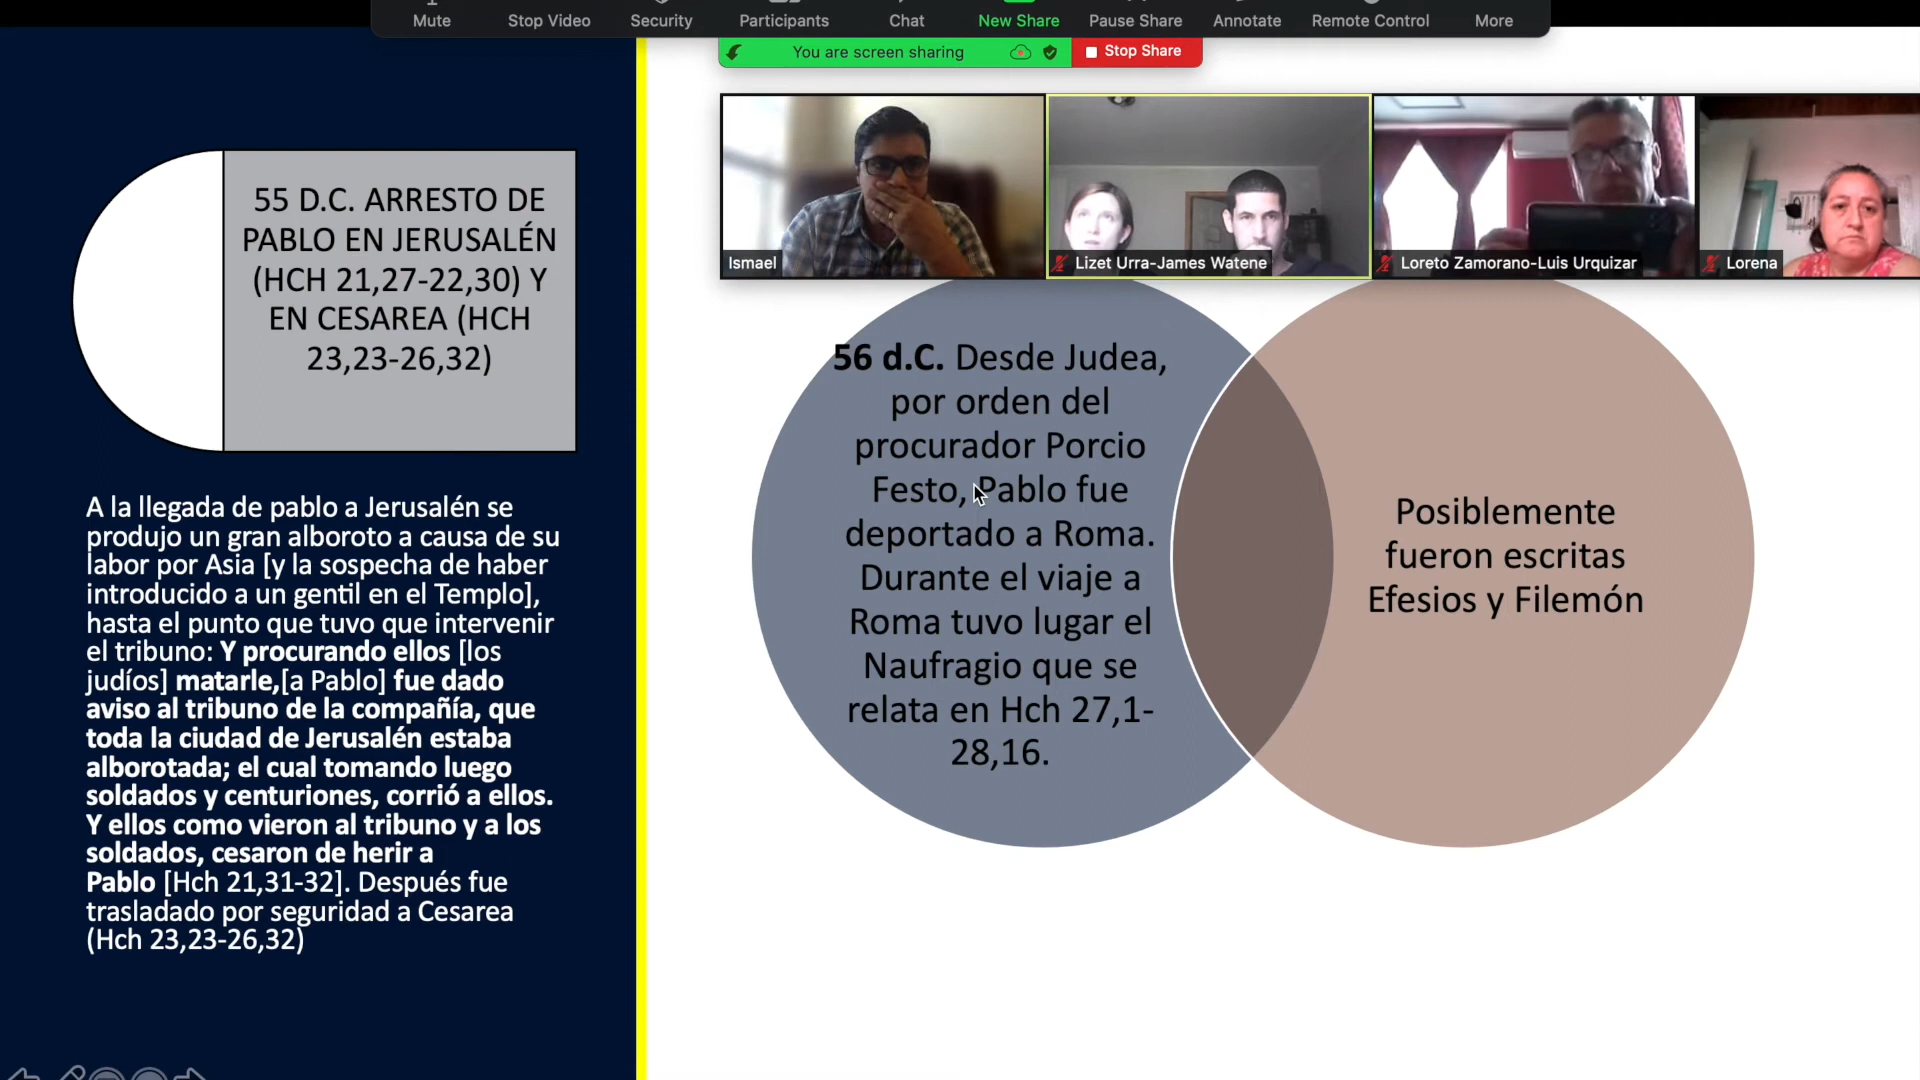 Mute
Stop Video
Security
Participants
Chat
New Share
Pause Share
Annotate
Remote Control
More
You are screen sharing
Stop Share
Ismael
Lizet Urra-James Watene
Loreto Zamorano-Luis Urquizar
Lorena
55 D.C. ARRESTO DE
PABLO EN JERUSALÉN
(HCH 21,27-22,30) Y
EN CESAREA (HCH
23,23-26,32)
A la llegada de pablo a Jerusalén se
produjo un gran alboroto a causa de su
labor por Asia [y la sospecha de haber
introducido a un gentil en el Templo],
hasta el punto que tuvo que intervenir
el tribuno: Y procurando ellos [los
judíos] matarle,[a Pablo] fue dado
aviso al tribuno de la compañía, que
toda la ciudad de Jerusalén estaba
alborotada; el cual tomando luego
soldados y centuriones, corrió a ellos.
Y ellos como vieron al tribuno y a los
soldados, cesaron de herir a
Pablo [Hch 21,31-32]. Después fue
trasladado por seguridad a Cesarea
(Hch 23,23-26,32)
56 d.C. Desde Judea,
por orden del
procurador Porcio
Festo, Pablo fue
deportado a Roma.
Durante el viaje a
Roma tuvo lugar el
Naufragio que se
relata en Hch 27,1-
28,16.
Posiblemente
fueron escritas
Efesios y Filemón